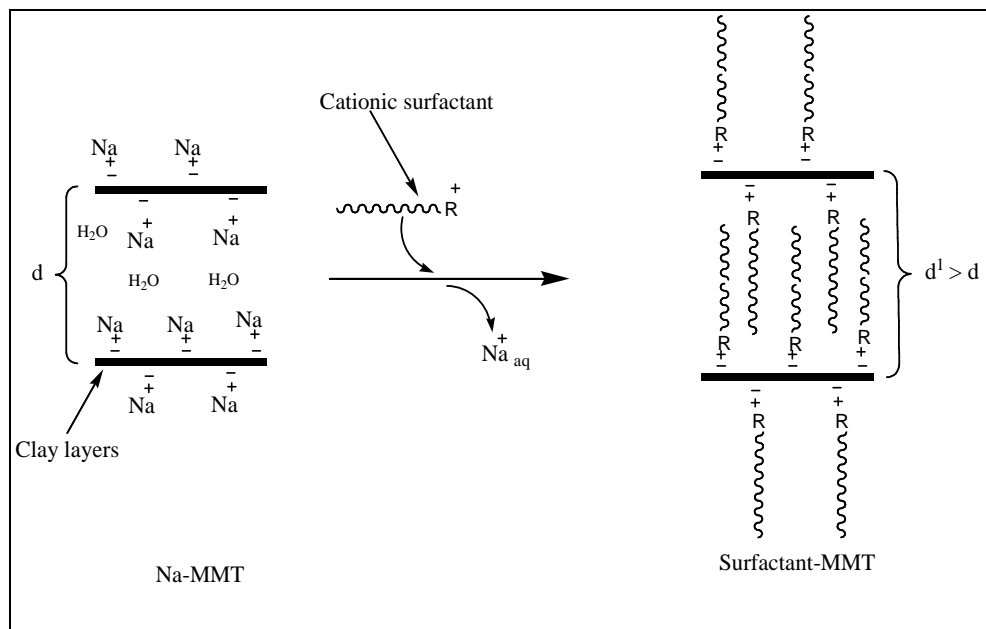 Cationic surfactant
Na
+
−
Na
+
−
R
+
−
R
+
−
+
R
−
+
Na
−
+
Na
−
+
R
−
+
R
H₂O
d
H₂O
H₂O
d¹ > d
Na
+
−
Na
+
−
Na
+
−
Na⁺ aq
R
+
−
R
+
−
R
+
−
−
+
Na
−
+
Na
−
+
R
−
+
R
Clay layers
Na-MMT
Surfactant-MMT